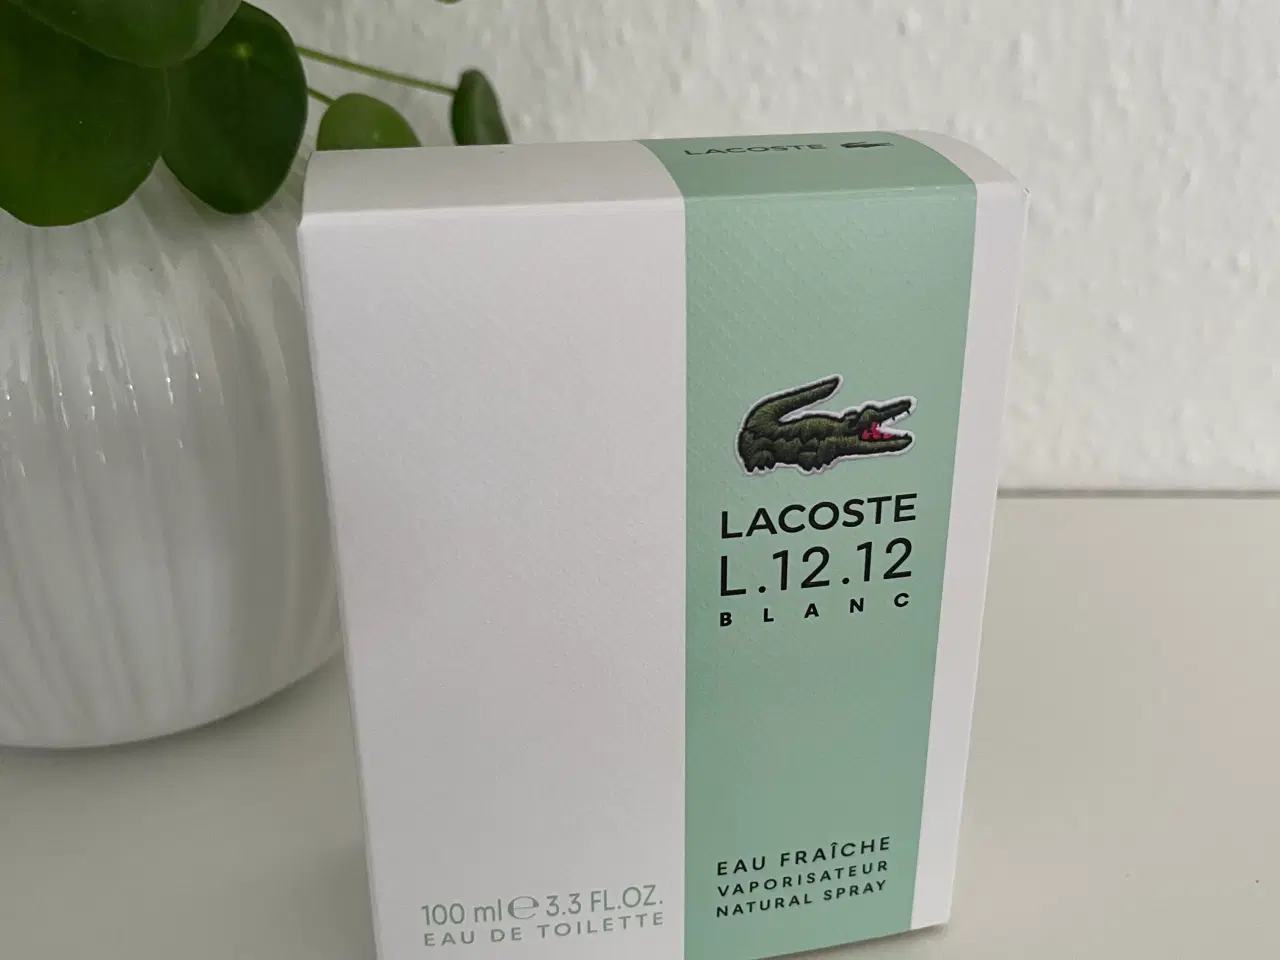 LACOSTE
LACOSTE
L.12.12
BLANC
EAU FRAÎCHE
VAPORISATEUR
NATURAL SPRAY
100 ml ℮ 3.3 FL.OZ.
EAU DE TOILETTE